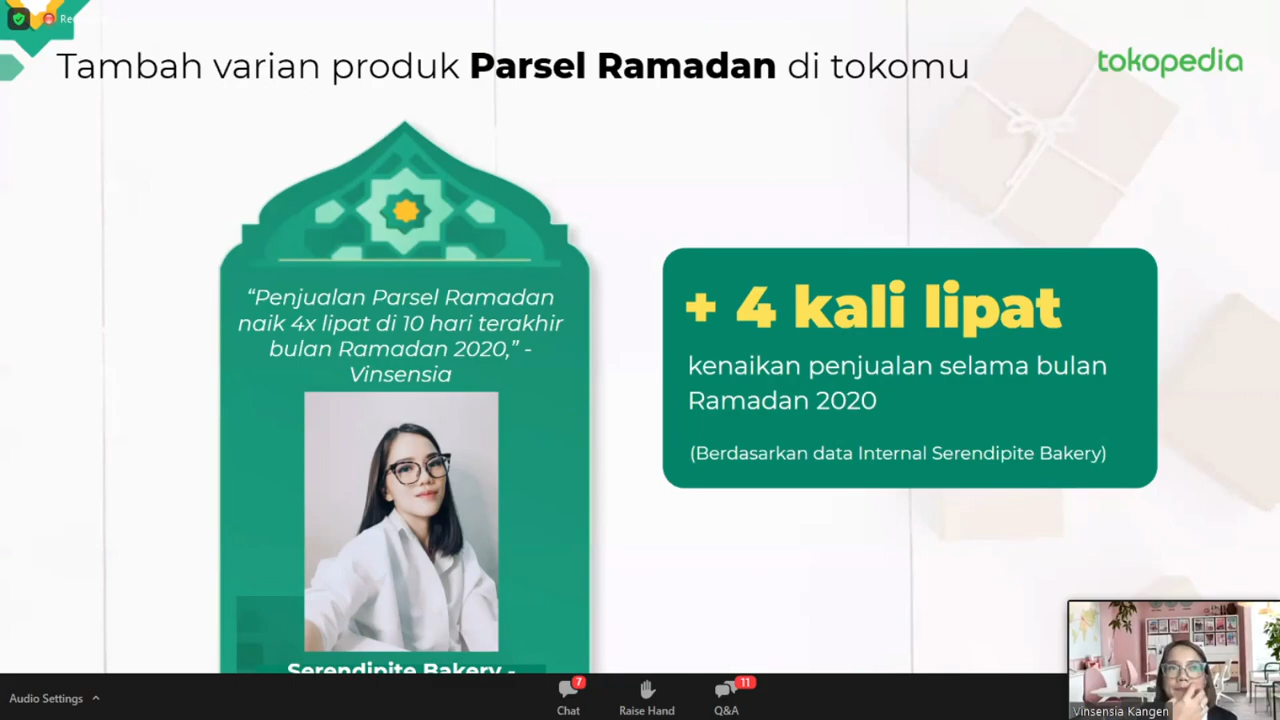 Tambah varian produk Parsel Ramadan di tokomu
tokopedia
“Penjualan Parsel Ramadan
naik 4x lipat di 10 hari terakhir
bulan Ramadan 2020,” -
Vinsensia
Serendipite Bakery -
+ 4 kali lipat
kenaikan penjualan selama bulan
Ramadan 2020
(Berdasarkan data Internal Serendipite Bakery)
Audio Settings
7
Chat
Raise Hand
11
Q&A
Vinsensia Kangen